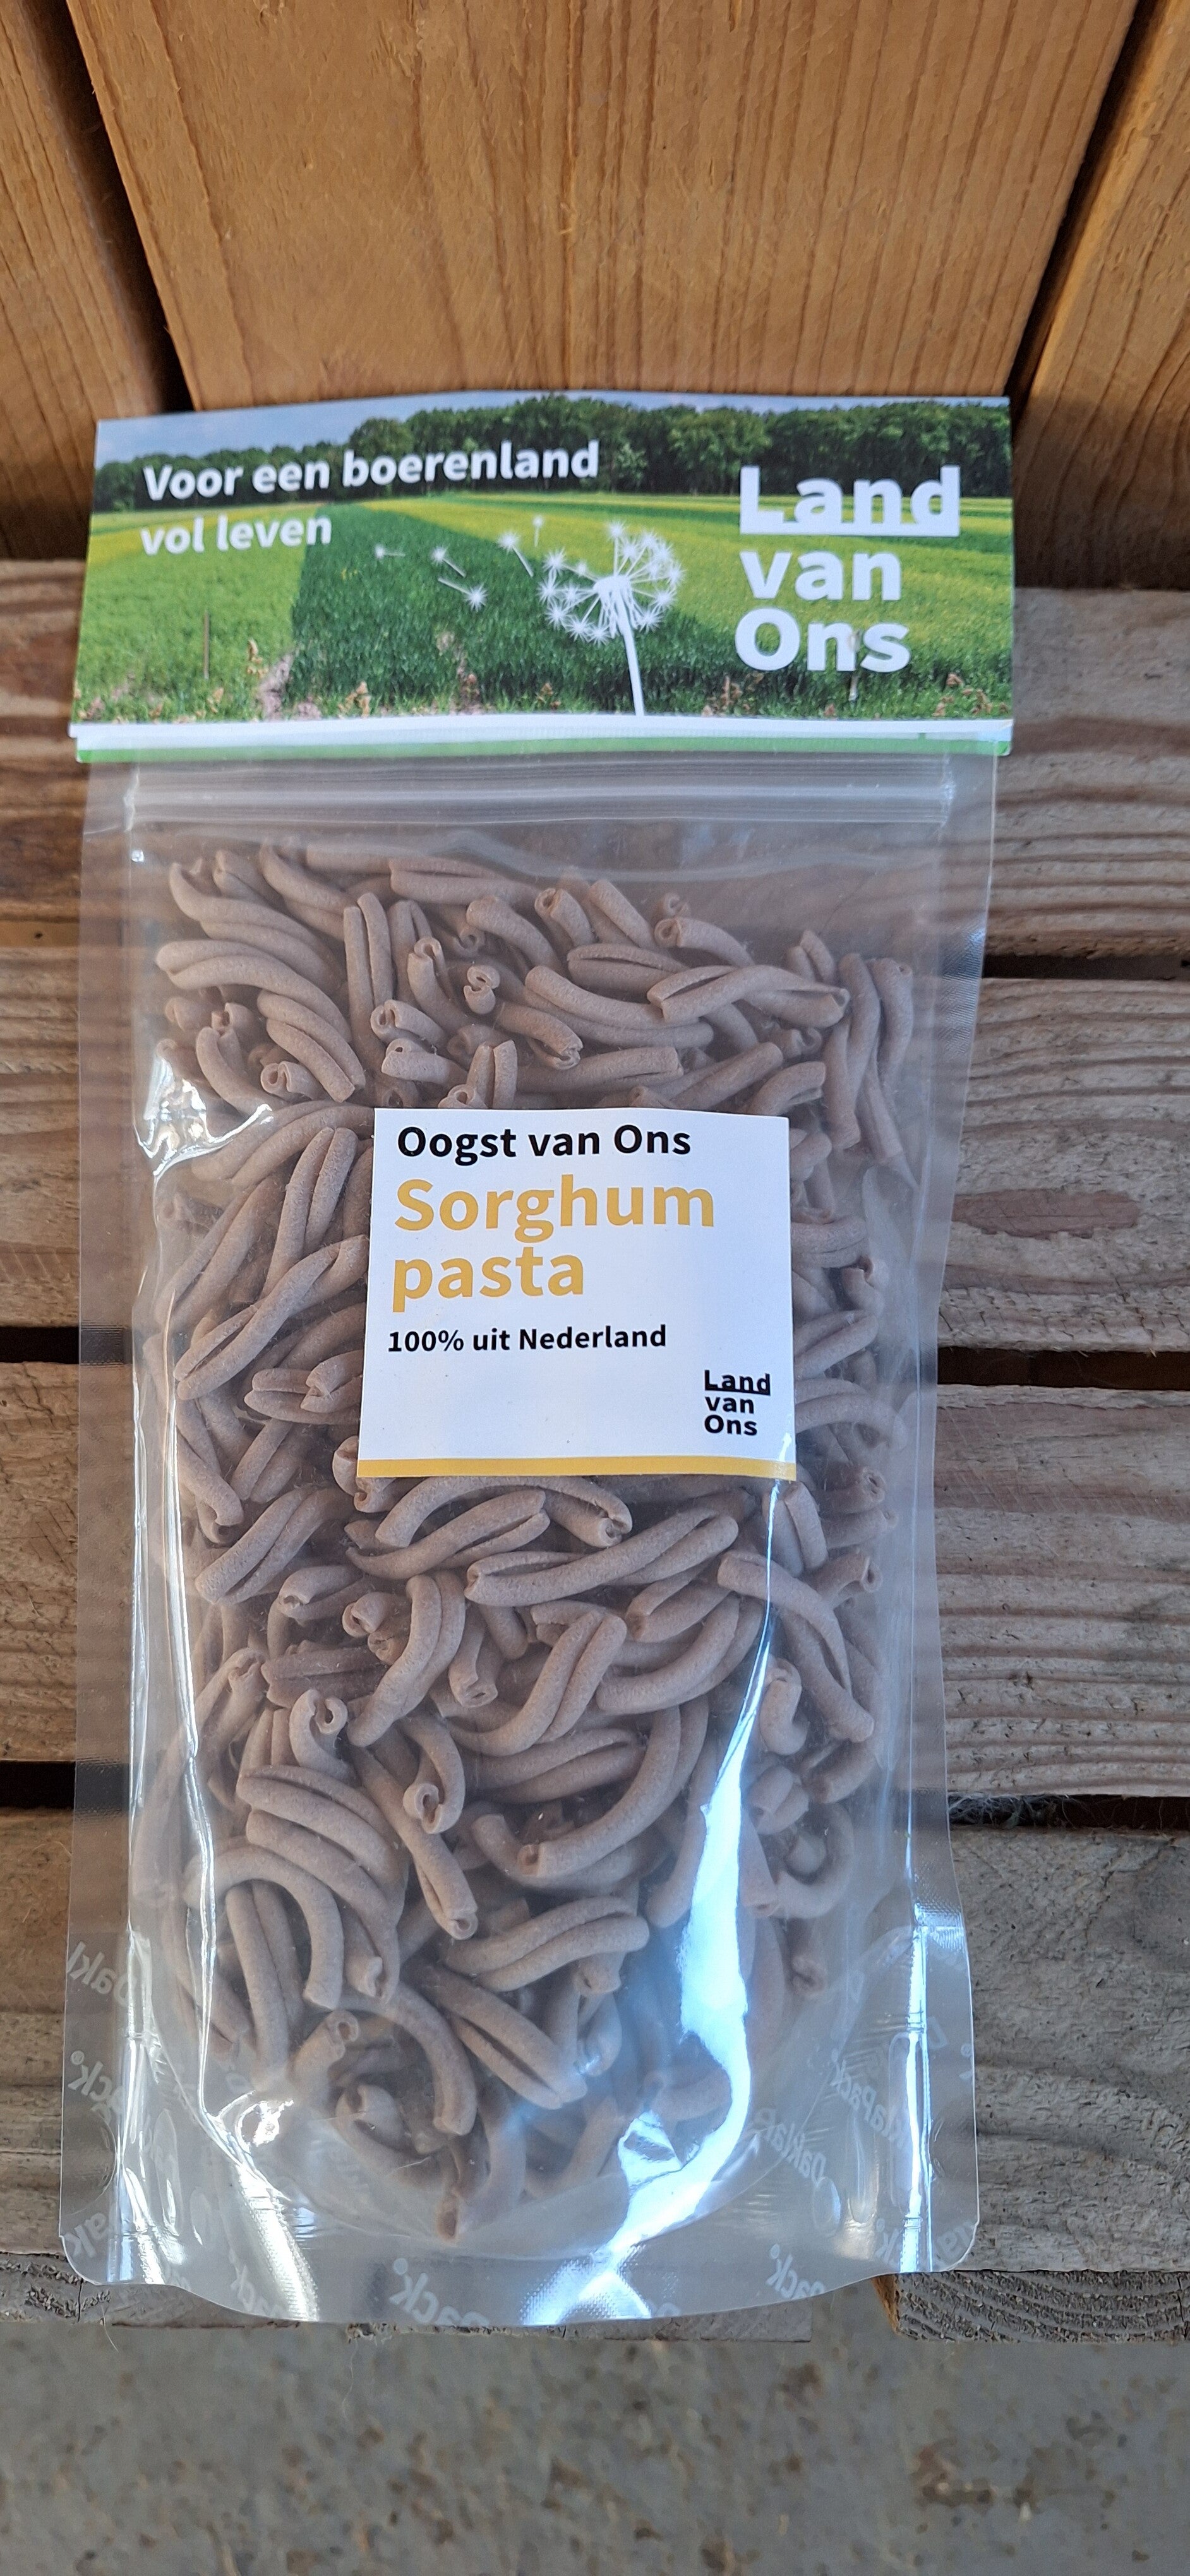 Voor een boerenland
vol leven
Land
van
Ons
Oogst van Ons
Sorghum
pasta
100% uit Nederland
Land
van
Ons